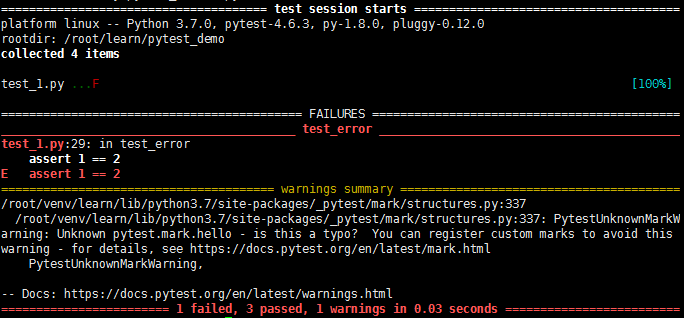 ==================================== test session starts =====================================
platform linux -- Python 3.7.0, pytest-4.6.3, py-1.8.0, pluggy-0.12.0
rootdir: /root/learn/pytest_demo
collected 4 items
test_1.py ...F [100%]
========================================== FAILURES ==========================================
_________________________________________ test_error _________________________________________
test_1.py:29: in test_error
    assert 1 == 2
E   assert 1 == 2
====================================== warnings summary ======================================
/root/venv/learn/lib/python3.7/site-packages/_pytest/mark/structures.py:337
  /root/venv/learn/lib/python3.7/site-packages/_pytest/mark/structures.py:337: PytestUnknownMarkW
arning: Unknown pytest.mark.hello - is this a typo?  You can register custom marks to avoid this
warning - for details, see https://docs.pytest.org/en/latest/mark.html
    PytestUnknownMarkWarning,
-- Docs: https://docs.pytest.org/en/latest/warnings.html
======================= 1 failed, 3 passed, 1 warnings in 0.03 seconds =======================